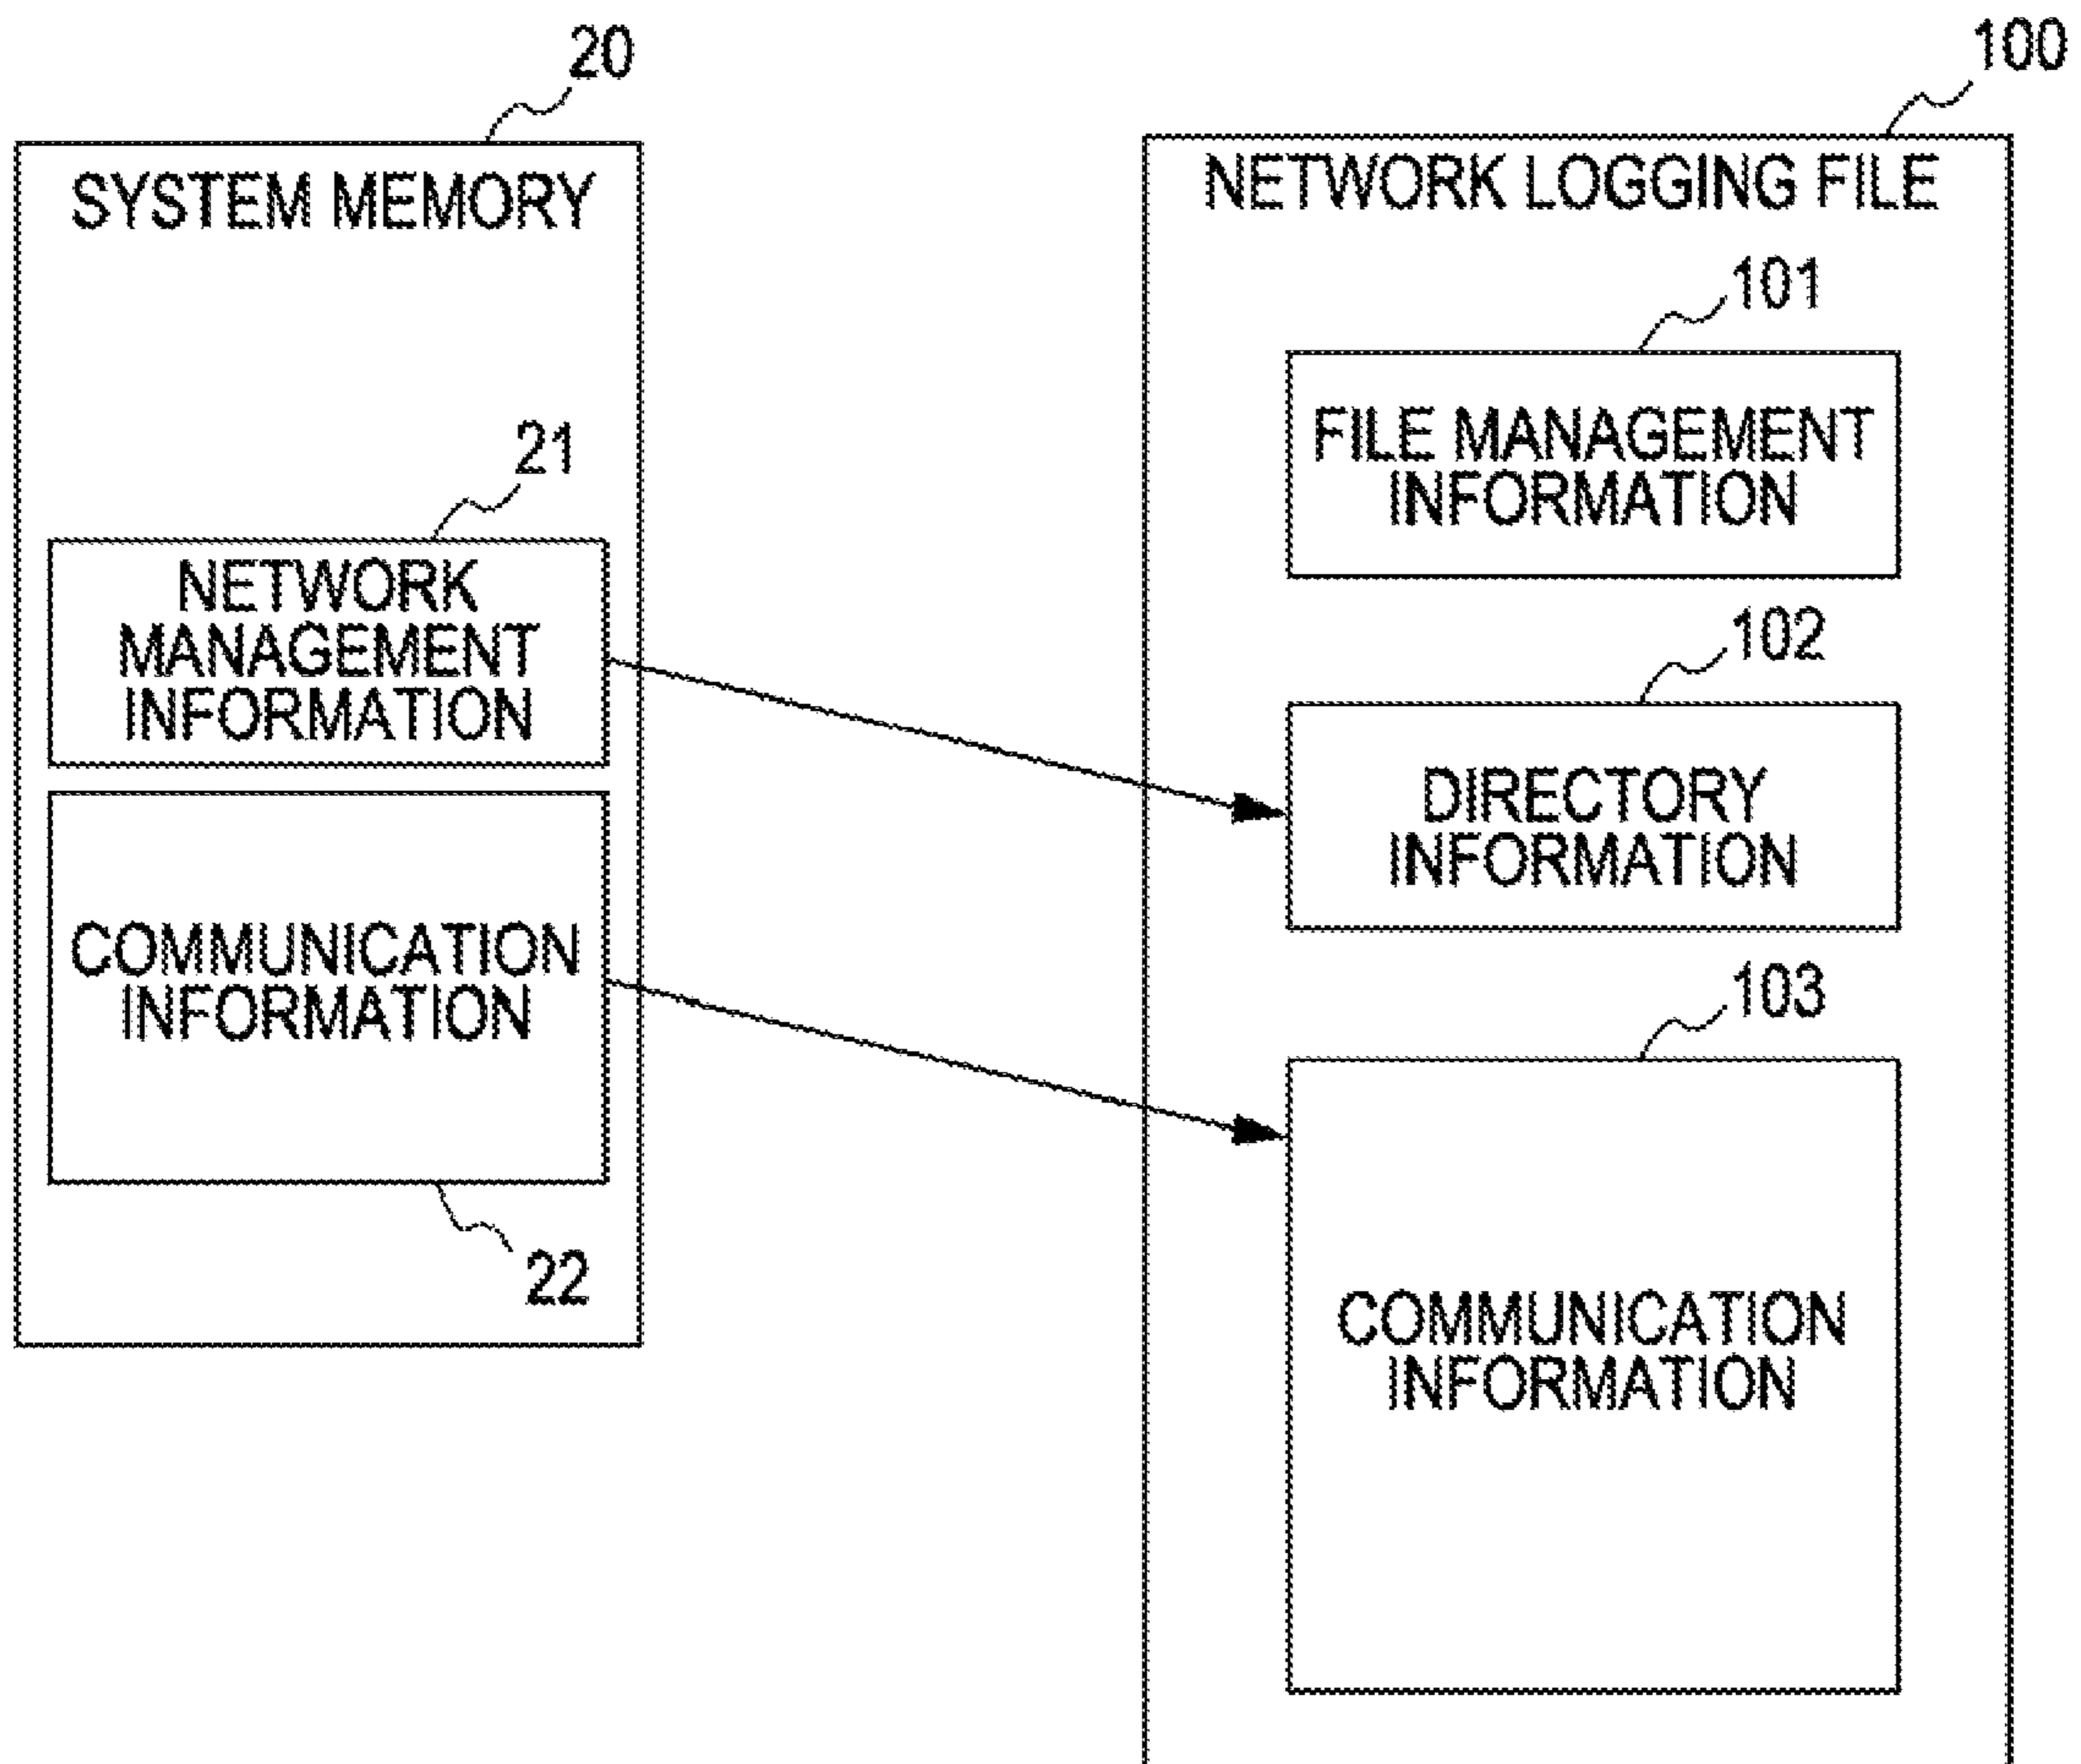 20
SYSTEM MEMORY
21
NETWORK
MANAGEMENT
INFORMATION
COMMUNICATION
INFORMATION
22
100
NETWORK LOGGING FILE
101
FILE MANAGEMENT
INFORMATION
102
DIRECTORY
INFORMATION
103
COMMUNICATION
INFORMATION